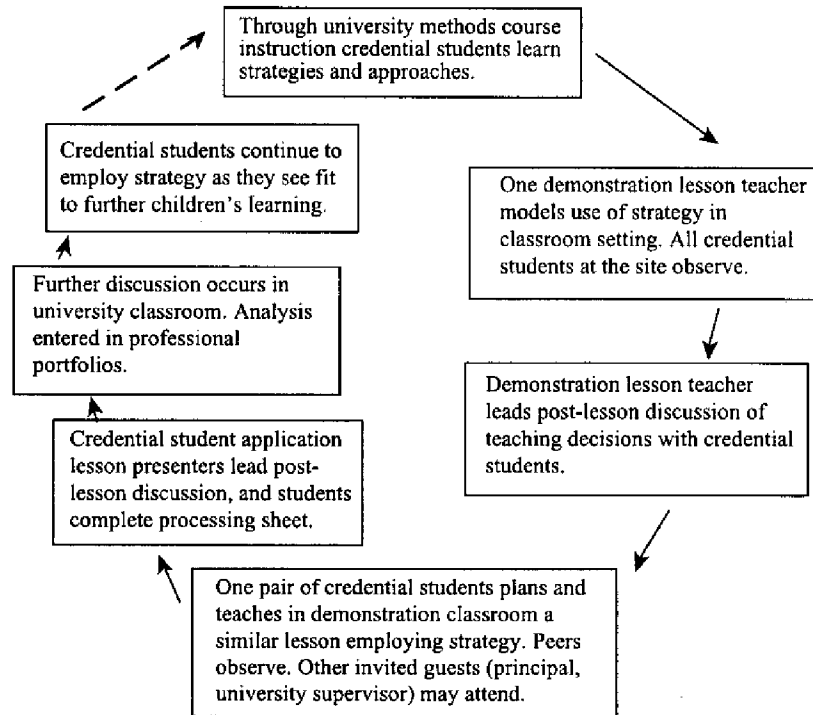 Through university methods course
instruction credential students learn
strategies and approaches.
One demonstration lesson teacher
models use of strategy in
classroom setting. All credential
students at the site observe.
Demonstration lesson teacher
leads post-lesson discussion of
teaching decisions with credential
students.
One pair of credential students plans and
teaches in demonstration classroom a
similar lesson employing strategy. Peers
observe. Other invited guests (principal,
university supervisor) may attend.
Credential student application
lesson presenters lead post-
lesson discussion, and students
complete processing sheet.
Further discussion occurs in
university classroom. Analysis
entered in professional
portfolios.
Credential students continue to
employ strategy as they see fit
to further children's learning.